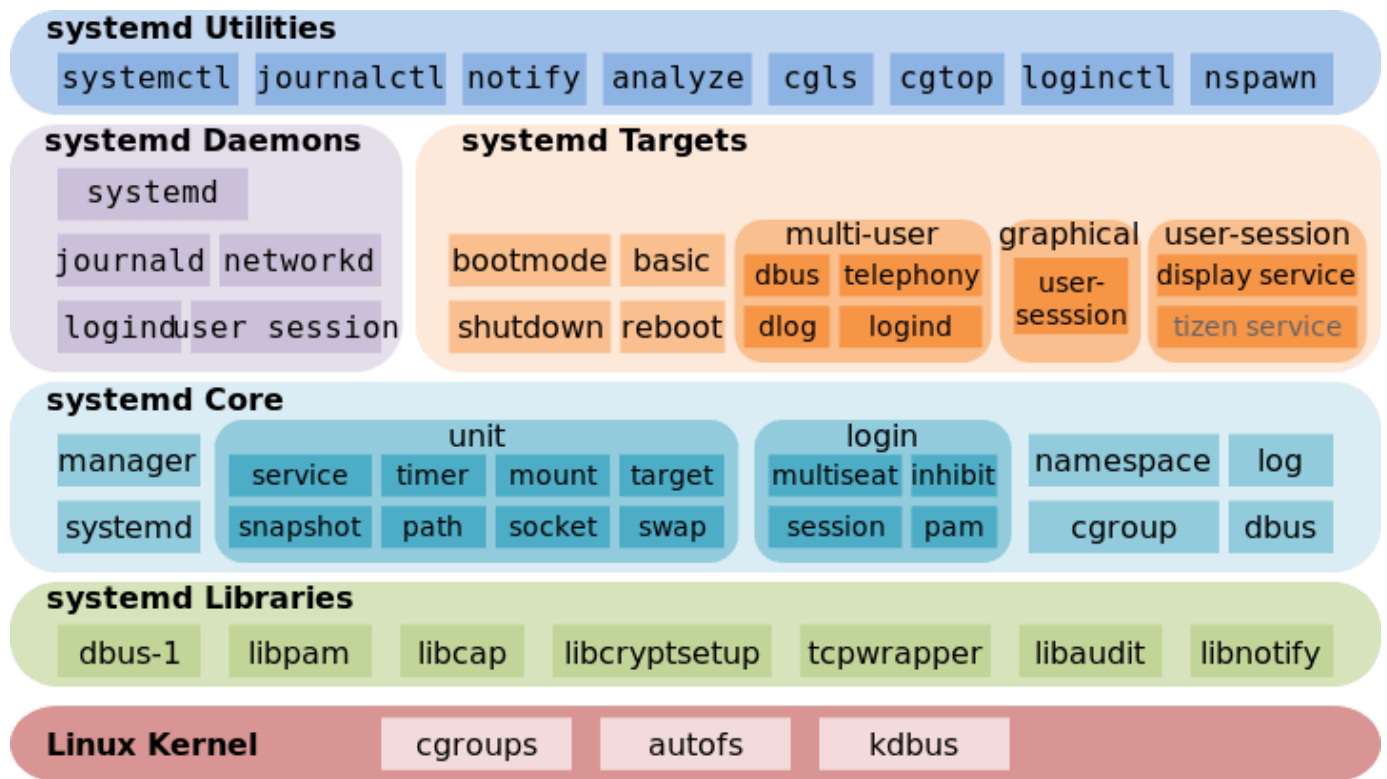 systemd Utilities
systemctl journalctl notify analyze cgls cgtop loginctl nspawn
systemd Daemons
systemd
journald networkd
logind user session
systemd Targets
bootmode basic
shutdown reboot
multi-user
dbus telephony
dlog logind
graphical
user-
sesssion
user-session
display service
tizen service
systemd Core
manager
systemd
unit
service timer mount target
snapshot path socket swap
login
multiseat inhibit
session pam
namespace log
cgroup dbus
systemd Libraries
dbus-1 libpam libcap libcryptsetup tcpwrapper libaudit libnotify
Linux Kernel cgroups autofs kdbus